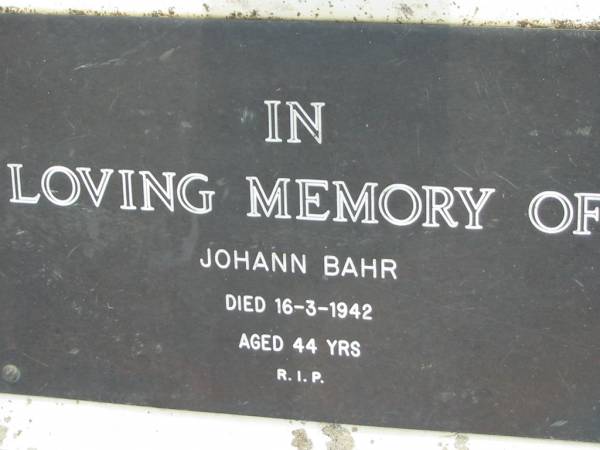 IN
LOVING MEMORY OF
JOHANN BAHR
DIED 16-3-1942
AGED 44 YRS
R.I.P.